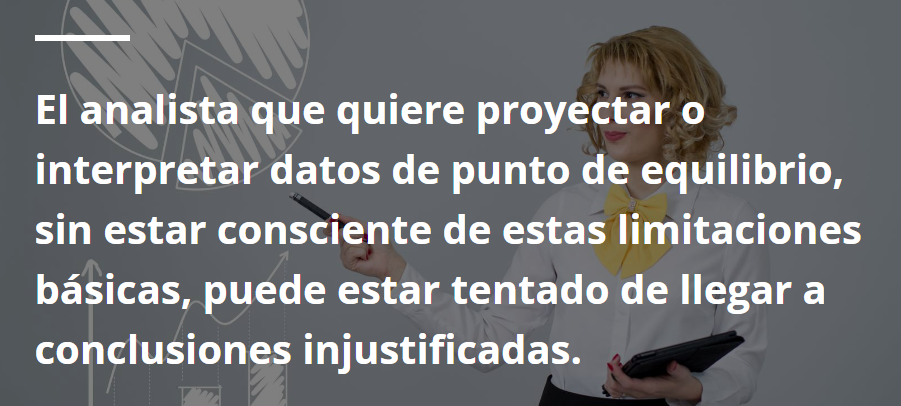 El analista que quiere proyectar o
interpretar datos de punto de equilibrio,
sin estar consciente de estas limitaciones
básicas, puede estar tentado de llegar a
conclusiones injustificadas.